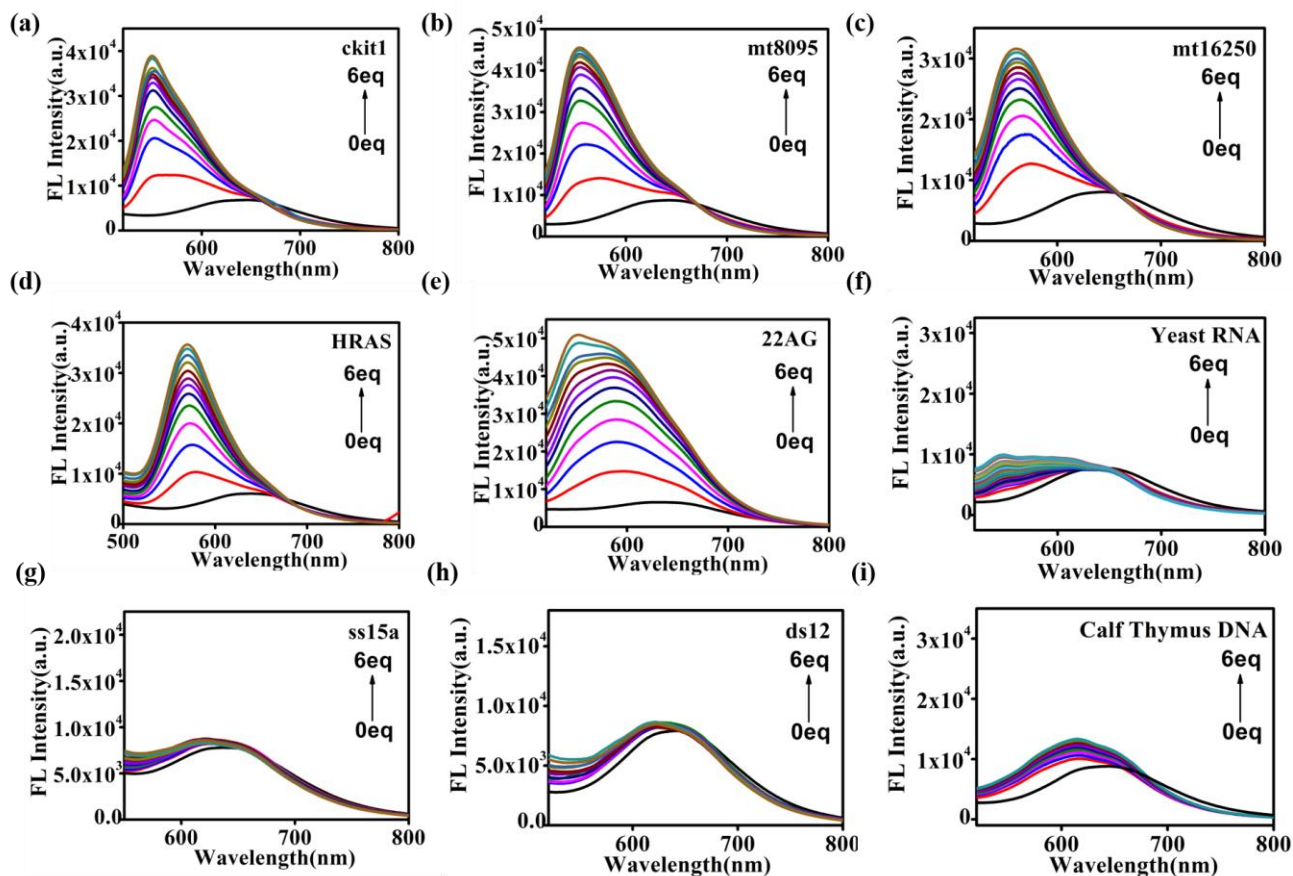 (a)
FL Intensity(a.u.)
4x10⁴
3x10⁴
2x10⁴
1x10⁴
0
ckit1
6eq
0eq
600 700 800
Wavelength(nm)
(b)
FL Intensity(a.u.)
5x10⁴
4x10⁴
3x10⁴
2x10⁴
1x10⁴
0
mt8095
6eq
0eq
600 700 800
Wavelength(nm)
(c)
FL Intensity(a.u.)
3x10⁴
2x10⁴
1x10⁴
0
mt16250
6eq
0eq
600 700 800
Wavelength(nm)
(d)
FL Intensity(a.u.)
4x10⁴
3x10⁴
2x10⁴
1x10⁴
0
HRAS
6eq
0eq
500 600 700 800
Wavelength(nm)
(e)
FL Intensity(a.u.)
5x10⁴
4x10⁴
3x10⁴
2x10⁴
1x10⁴
0
22AG
6eq
0eq
600 700 800
Wavelength(nm)
(f)
FL Intensity(a.u.)
3x10⁴
2x10⁴
1x10⁴
0
Yeast RNA
6eq
0eq
600 700 800
Wavelength(nm)
(g)
FL Intensity(a.u.)
2.0x10⁴
1.5x10⁴
1.0x10⁴
5.0x10³
0.0
ss15a
6eq
0eq
600 700 800
Wavelength(nm)
(h)
FL Intensity(a.u.)
1.5x10⁴
1.0x10⁴
5.0x10³
0.0
ds12
6eq
0eq
600 700 800
Wavelength(nm)
(i)
FL Intensity(a.u.)
3x10⁴
2x10⁴
1x10⁴
0
Calf Thymus DNA
6eq
0eq
600 700 800
Wavelength(nm)